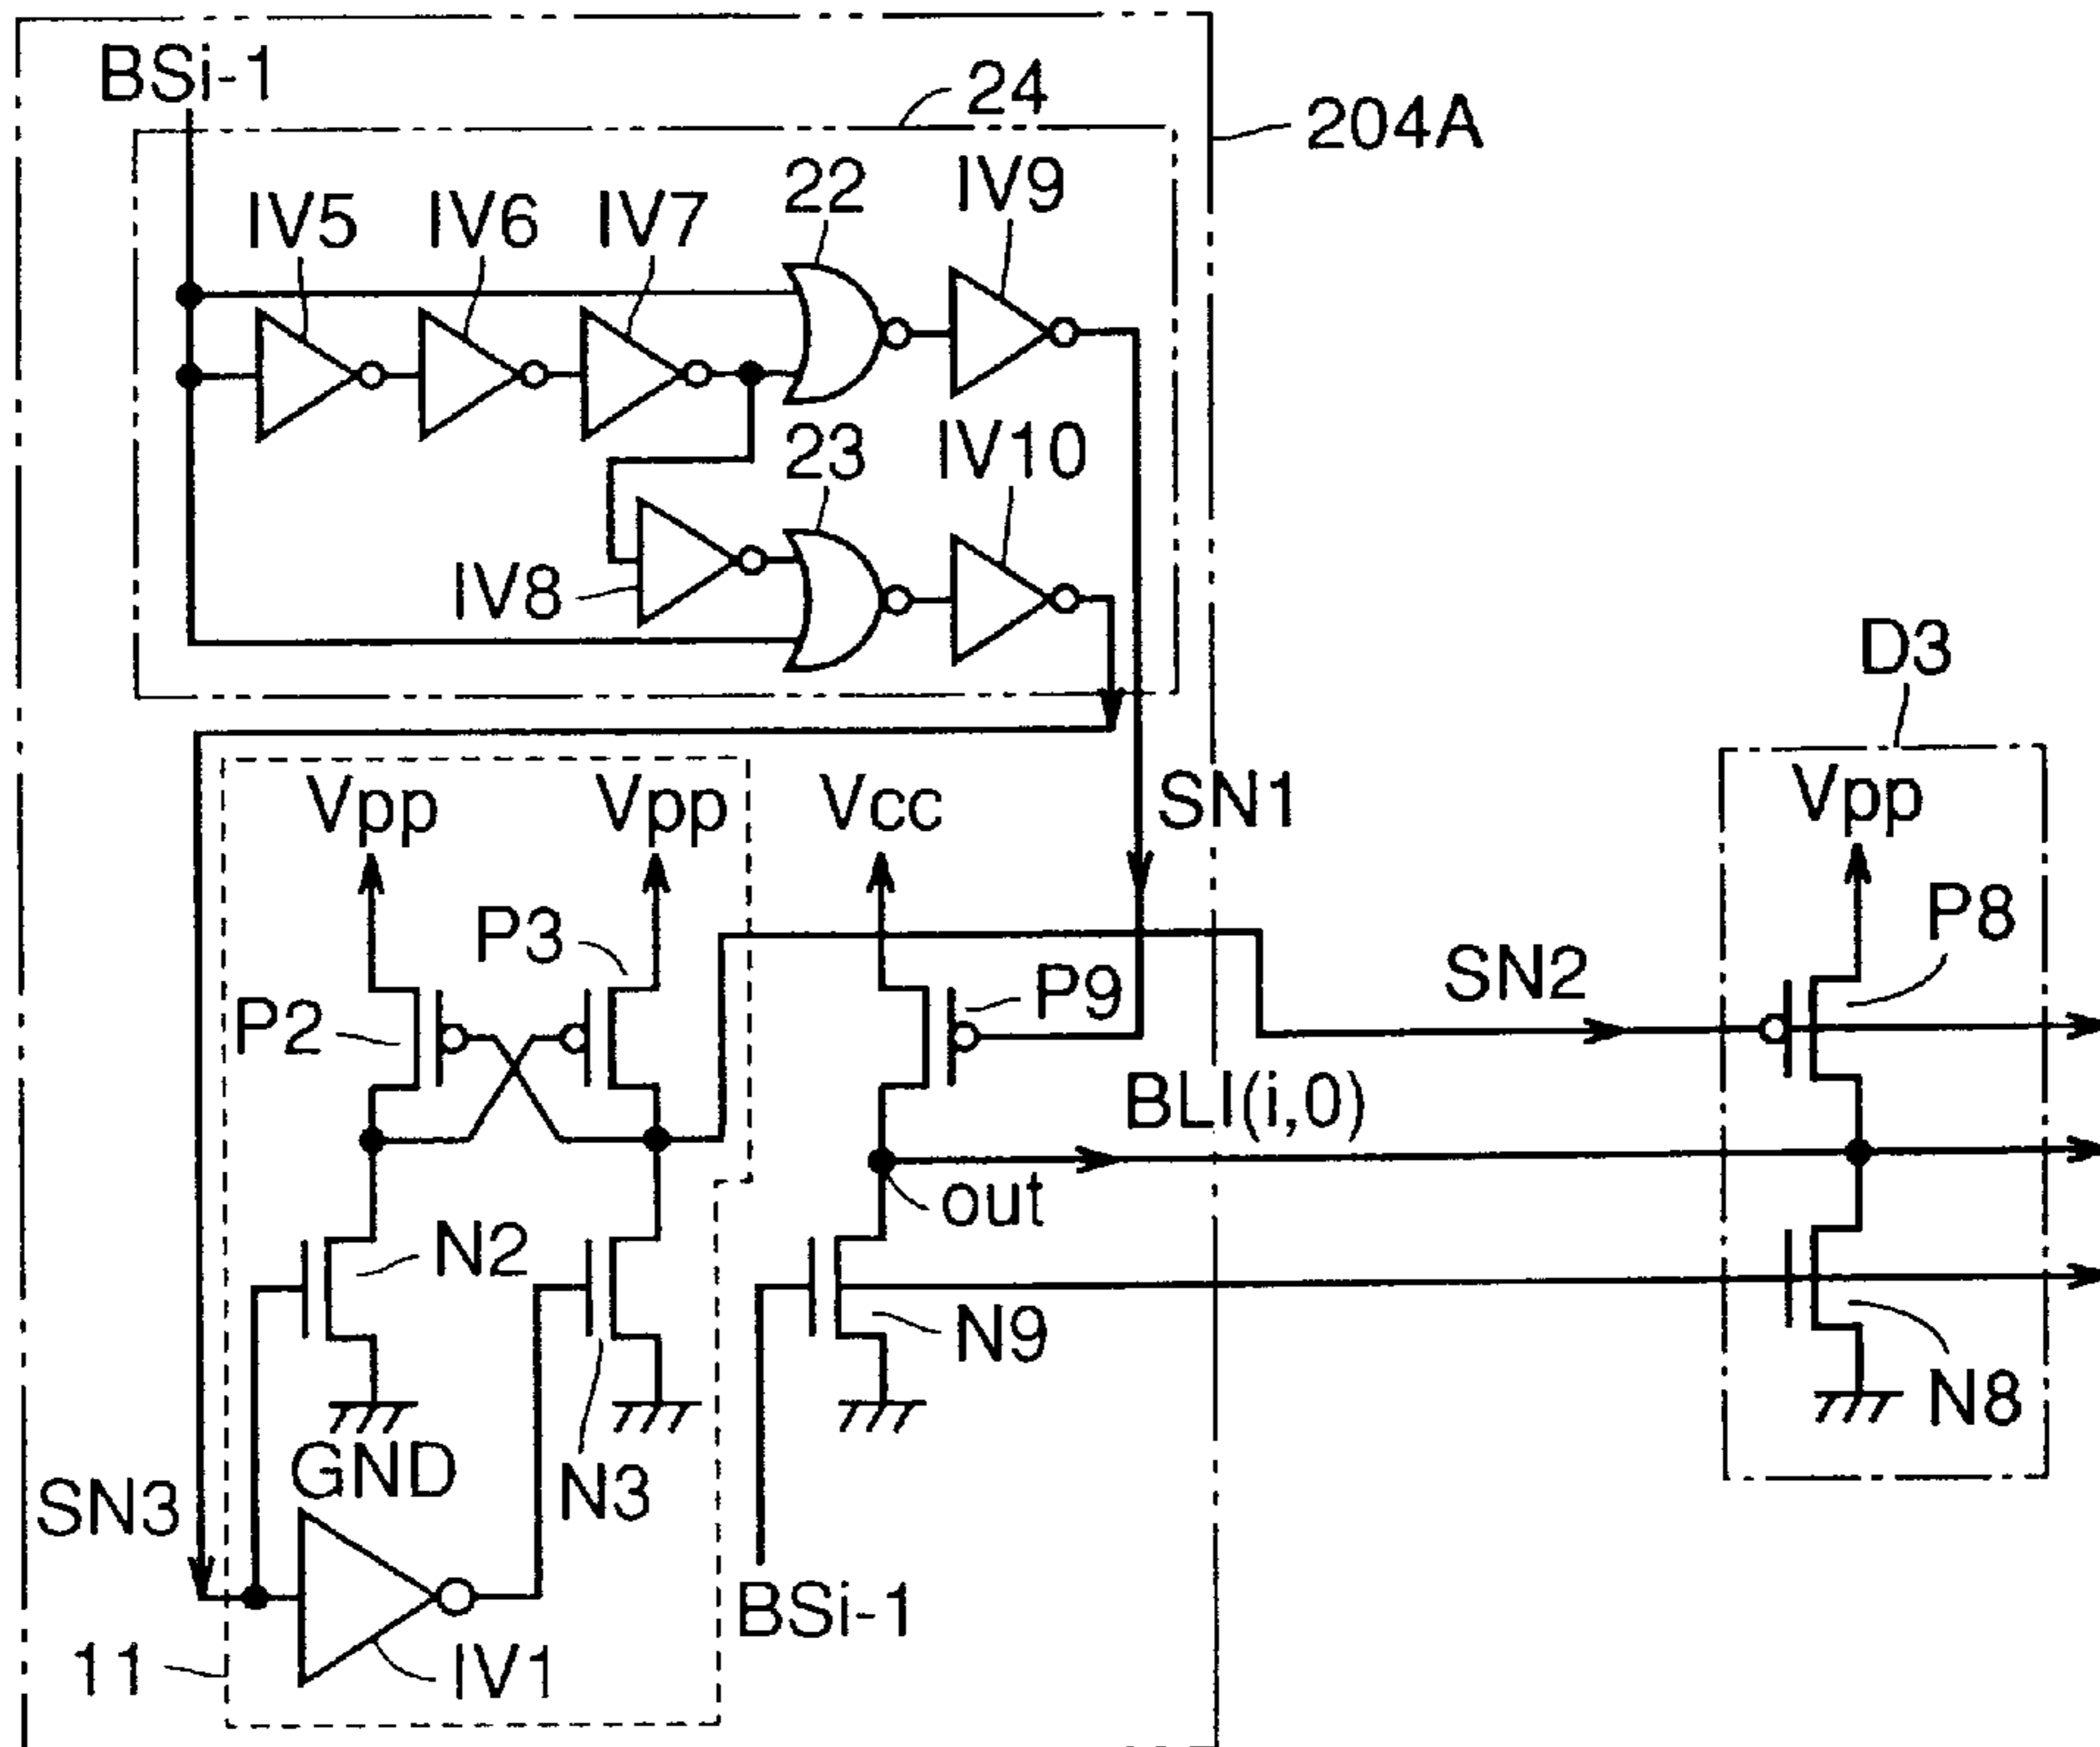 BSi-1
24
204A
22
IV9
IV5
IV6
IV7
23
IV10
IV8
D3
Vpp
Vpp
Vcc
SN1
Vpp
P3
P8
P2
P9
SN2
BLI(i,0)
out
N2
N9
N8
GND
N3
SN3
BSi-1
11
IV1